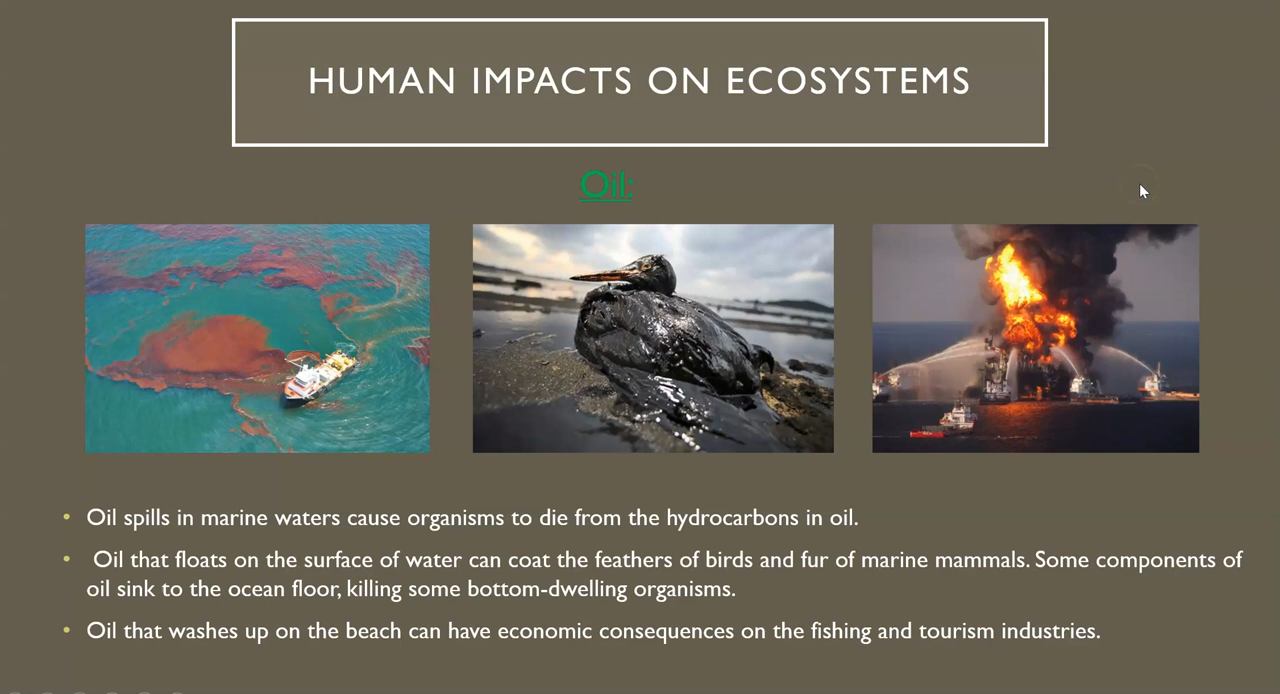 HUMAN IMPACTS ON ECOSYSTEMS
Oil:
• Oil spills in marine waters cause organisms to die from the hydrocarbons in oil.
• Oil that floats on the surface of water can coat the feathers of birds and fur of marine mammals. Some components of
oil sink to the ocean floor, killing some bottom-dwelling organisms.
• Oil that washes up on the beach can have economic consequences on the fishing and tourism industries.